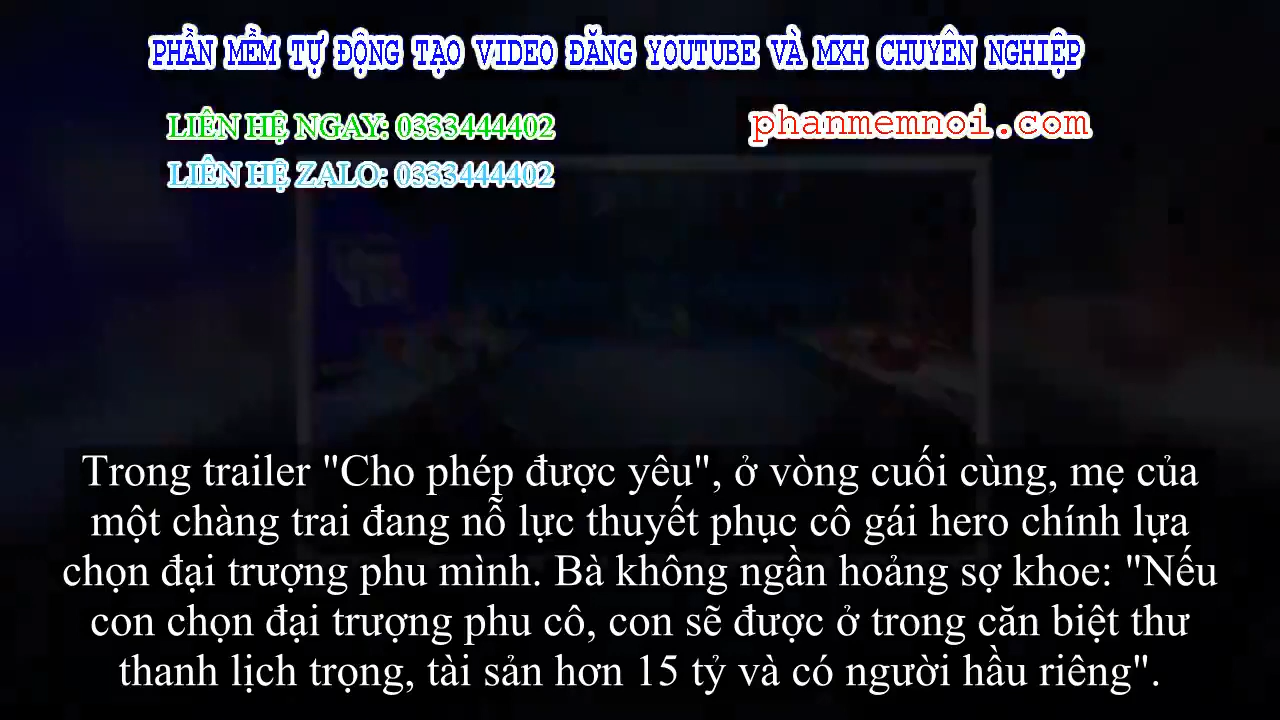 PHẦN MỀM TỰ ĐỘNG TẠO VIDEO ĐĂNG YOUTUBE VÀ MXH CHUYÊN NGHIỆP
LIÊN HỆ NGAY: 0333444402
phanmemnoi.com
LIÊN HỆ ZALO: 0333444402
Trong trailer "Cho phép được yêu", ở vòng cuối cùng, mẹ của
một chàng trai đang nỗ lực thuyết phục cô gái hero chính lựa
chọn đại trượng phu mình. Bà không ngần hoảng sợ khoe: "Nếu
con chọn đại trượng phu cô, con sẽ được ở trong căn biệt thư
thanh lịch trọng, tài sản hơn 15 tỷ và có người hầu riêng".